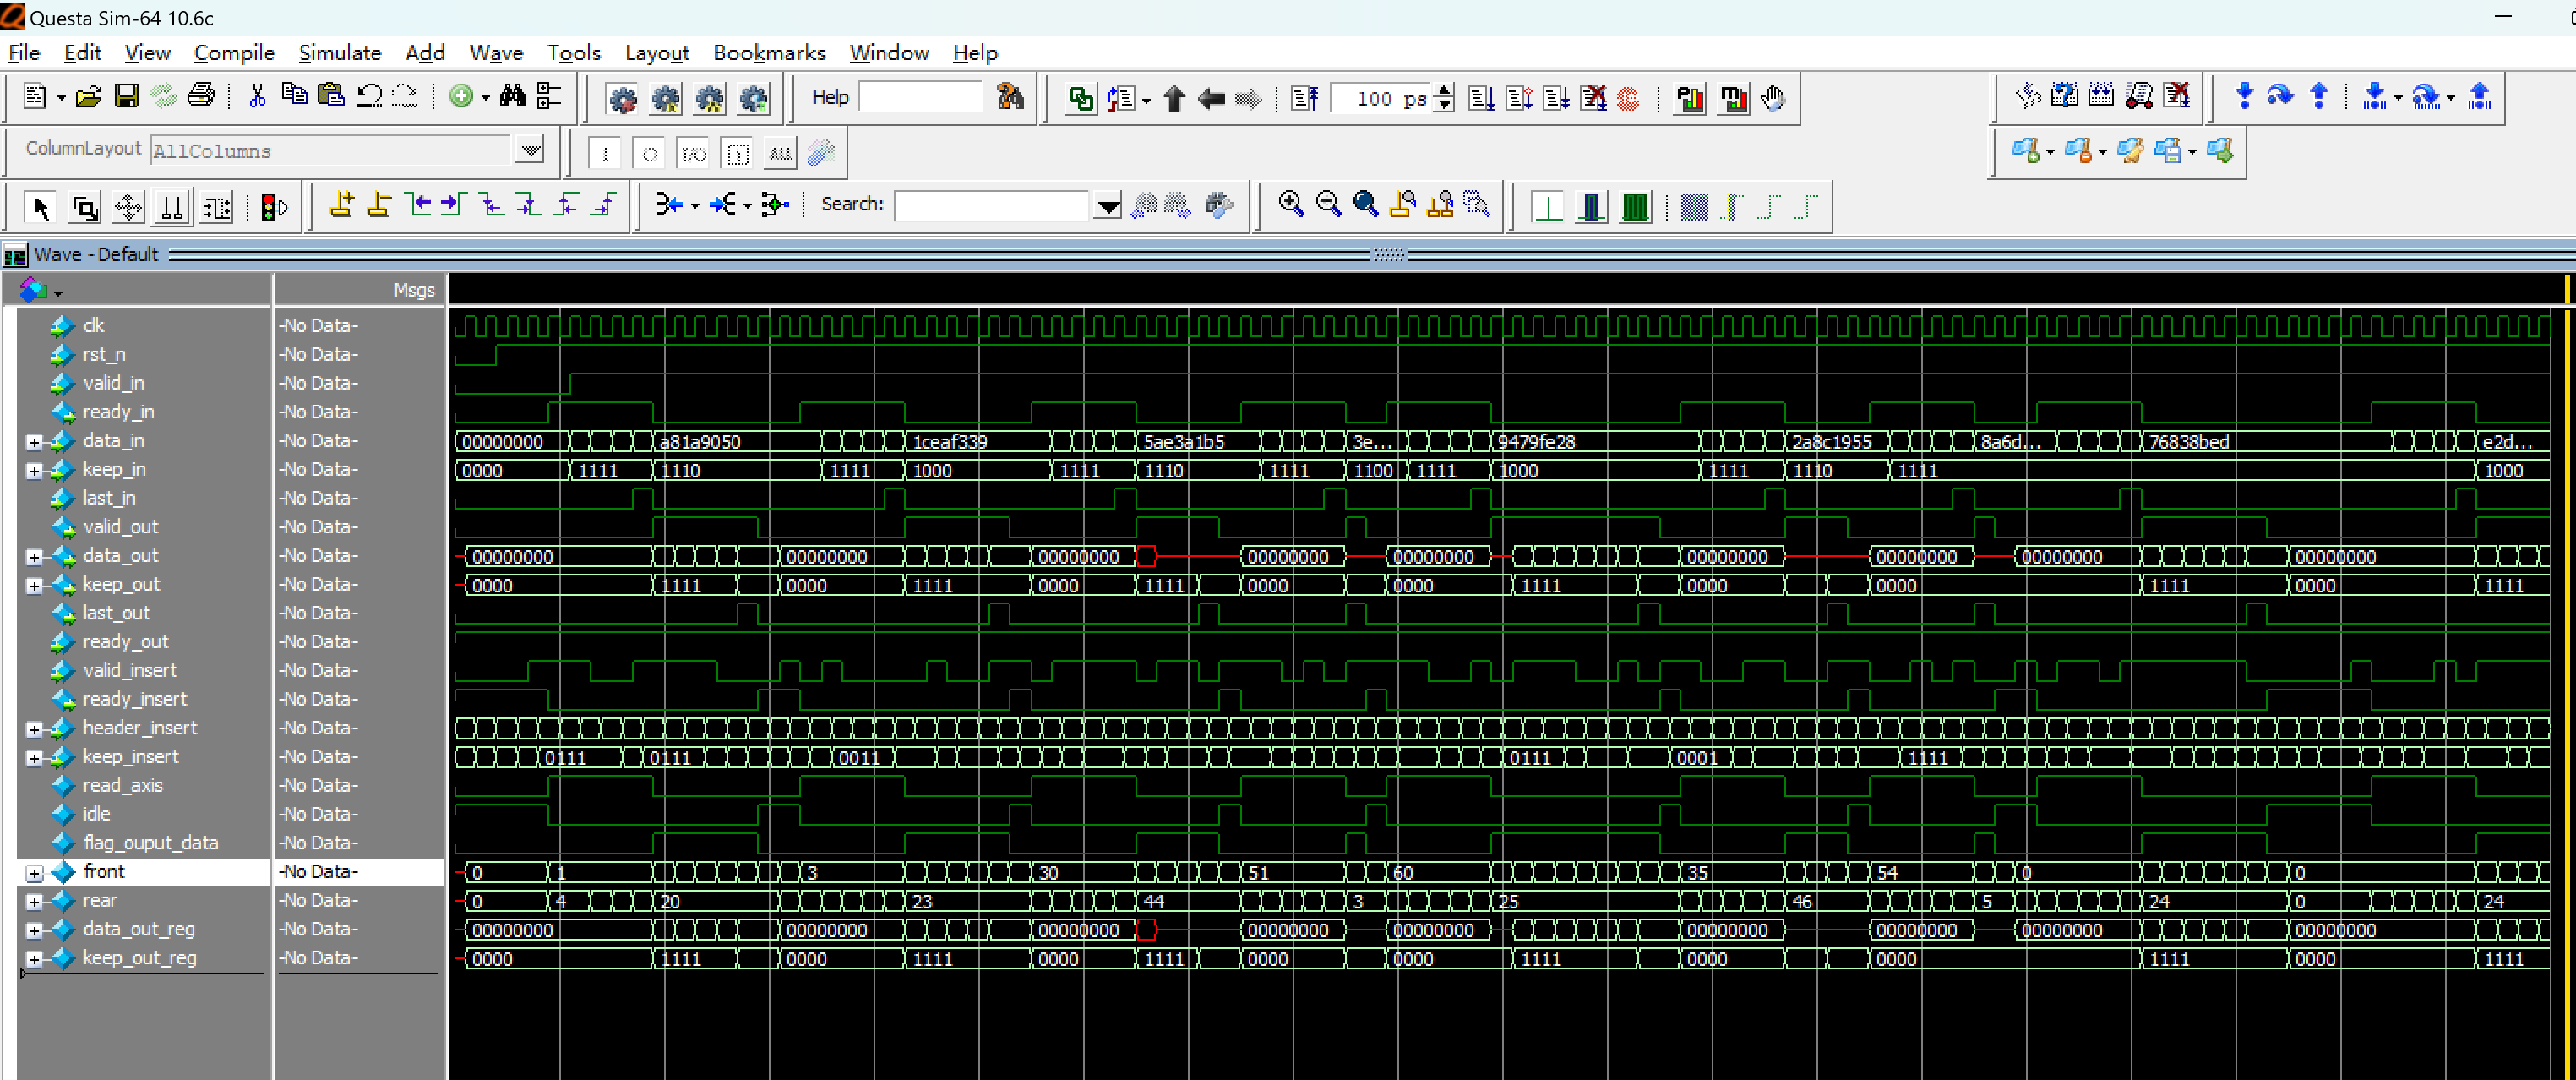 Questa Sim-64 10.6c
File Edit View Compile Simulate Add Wave Tools Layout Bookmarks Window Help
Help 100 ps
ColumnLayout AllColumns
Search:
Wave - Default
Msgs
clk -No Data-
rst_n -No Data-
valid_in -No Data-
ready_in -No Data-
data_in -No Data- 00000000 a81a9050 1ceaf339 5ae3a1b5 3e... 9479fe28 2a8c1955 8a6d... 76838bed e2d...
keep_in -No Data- 0000 1111 1110 1111 1000 1111 1110 1111 1100 1111 1000 1111 1110 1111 1000
last_in -No Data-
valid_out -No Data-
data_out -No Data- 00000000 00000000 00000000 00000000 00000000 00000000 00000000 00000000 00000000
keep_out -No Data- 0000 1111 0000 1111 0000 1111 0000 0000 1111 0000 0000 1111 0000 1111
last_out -No Data-
ready_out -No Data-
valid_insert -No Data-
ready_insert -No Data-
header_insert -No Data-
keep_insert -No Data- 0111 0111 0011 0111 0001 1111
read_axis -No Data-
idle -No Data-
flag_ouput_data -No Data-
front -No Data- 0 1 3 30 51 60 35 54 0 0
rear -No Data- 0 4 20 23 44 3 25 46 5 24 0 24
data_out_reg -No Data- 00000000 00000000 00000000 00000000 00000000 00000000 00000000 00000000 00000000
keep_out_reg -No Data- 0000 1111 0000 1111 0000 1111 0000 0000 1111 0000 0000 1111 0000 1111